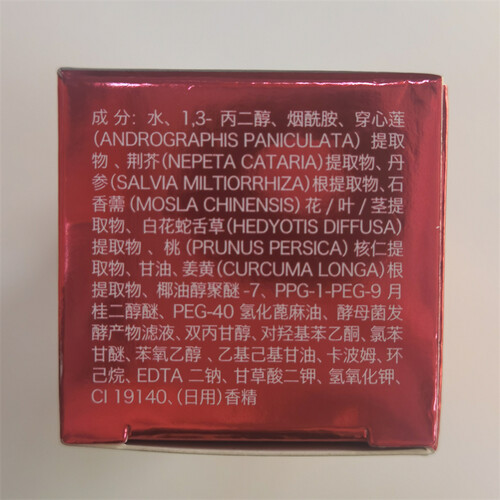 成分:水、1,3-丙二醇、烟酰胺、穿心莲
(ANDROGRAPHIS PANICULATA) 提取
物、荆芥(NEPETA CATARIA)提取物、丹
参(SALVIA MILTIORRHIZA)根提取物、石
香薷(MOSLA CHINENSIS)花/叶/茎提
取物、白花蛇舌草(HEDYOTIS DIFFUSA)
提取物、桃(PRUNUS PERSICA)核仁提
取物、甘油、姜黄(CURCUMA LONGA)根
提取物、椰油醇聚醚-7、PPG-1-PEG-9 月
桂二醇醚、PEG-40 氢化蓖麻油、酵母菌发
酵产物滤液、双丙甘醇、对羟基苯乙酮、氯苯
甘醚、苯氧乙醇、乙基己基甘油、卡波姆、环
己烷、EDTA 二钠、甘草酸二钾、氢氧化钾、
CI 19140、(日用)香精